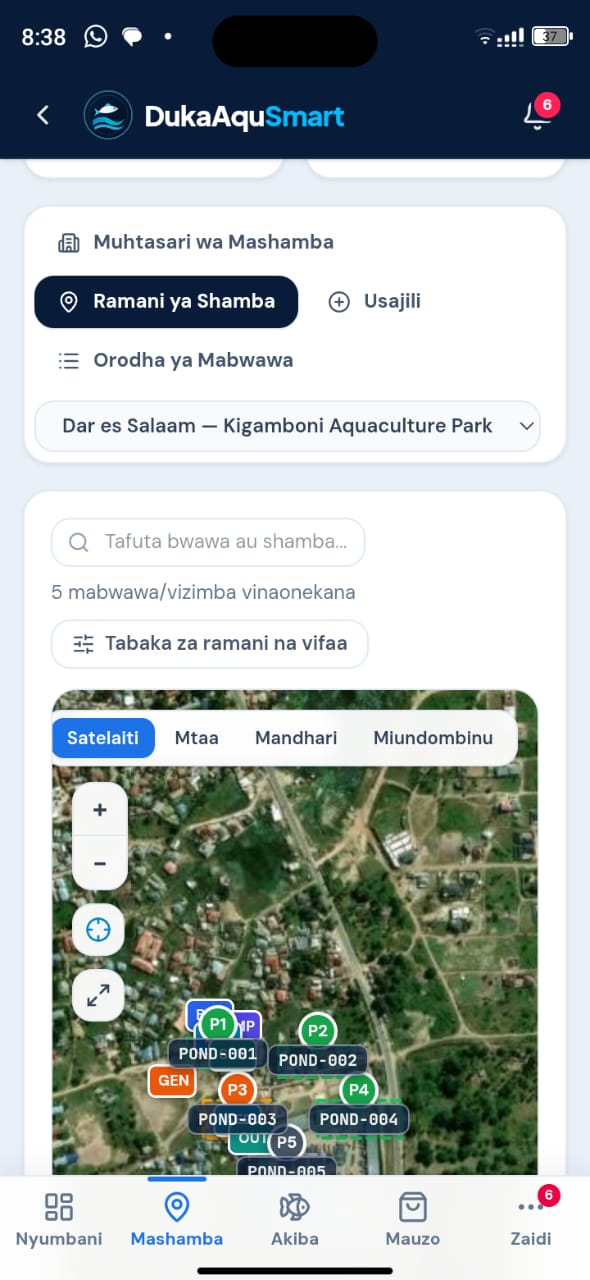 8:38
37
DukaAquSmart
6
Muhtasari wa Mashamba
Ramani ya Shamba
Usajili
Orodha ya Mabwawa
Dar es Salaam — Kigamboni Aquaculture Park
Tafuta bwawa au shamba...
5 mabwawa/vizimba vinaonekana
Tabaka za ramani na vifaa
Satelaiti Mtaa Mandhari Miundombinu
+
−
P1
P2
POND-001
POND-002
GEN
P3
P4
POND-003
POND-004
OUT
P5
POND-005
6
Nyumbani Mashamba Akiba Mauzo Zaidi